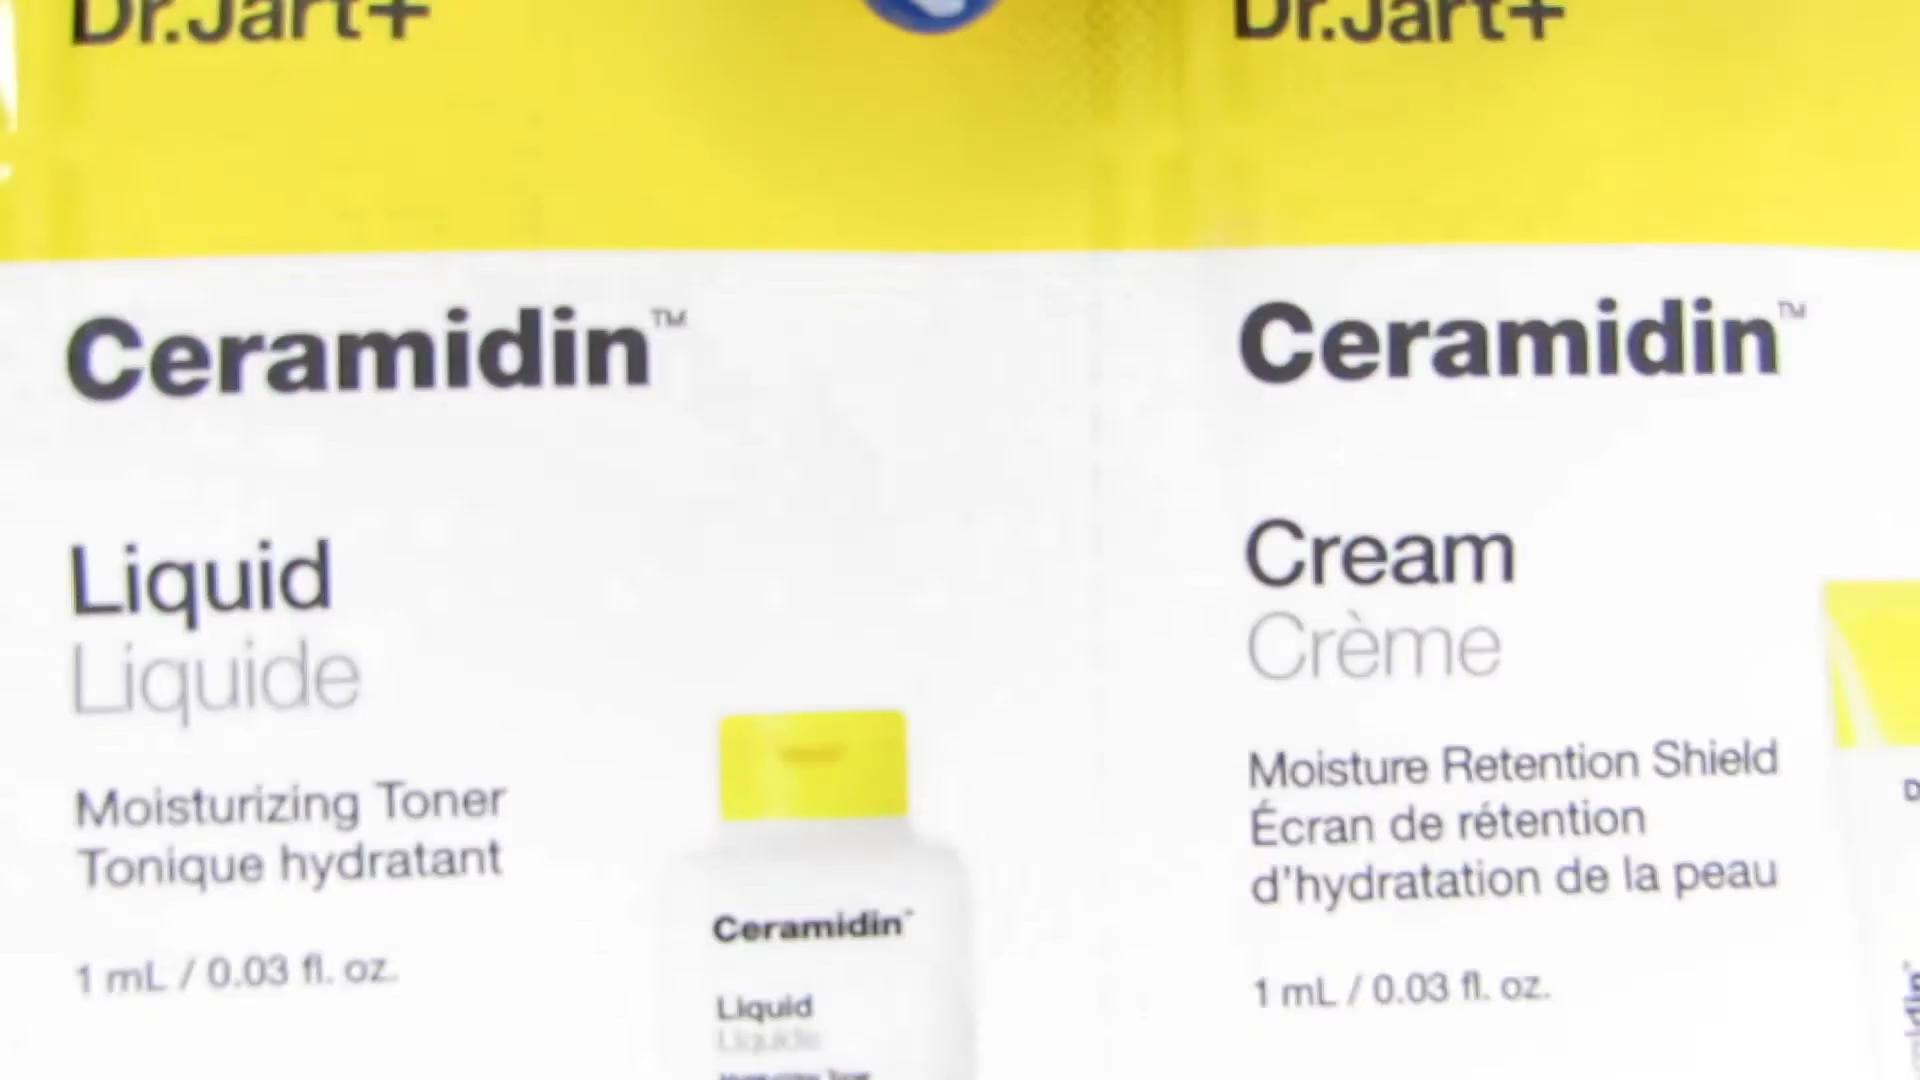 Dr.Jart+
Ceramidin™
Liquid
Liquide
Moisturizing Toner
Tonique hydratant
1 mL / 0.03 fl. oz.
Ceramidin™
Liquid
Liquide
Dr.Jart+
Ceramidin™
Cream
Crème
Moisture Retention Shield
Écran de rétention
d'hydratation de la peau
1 mL / 0.03 fl. oz.